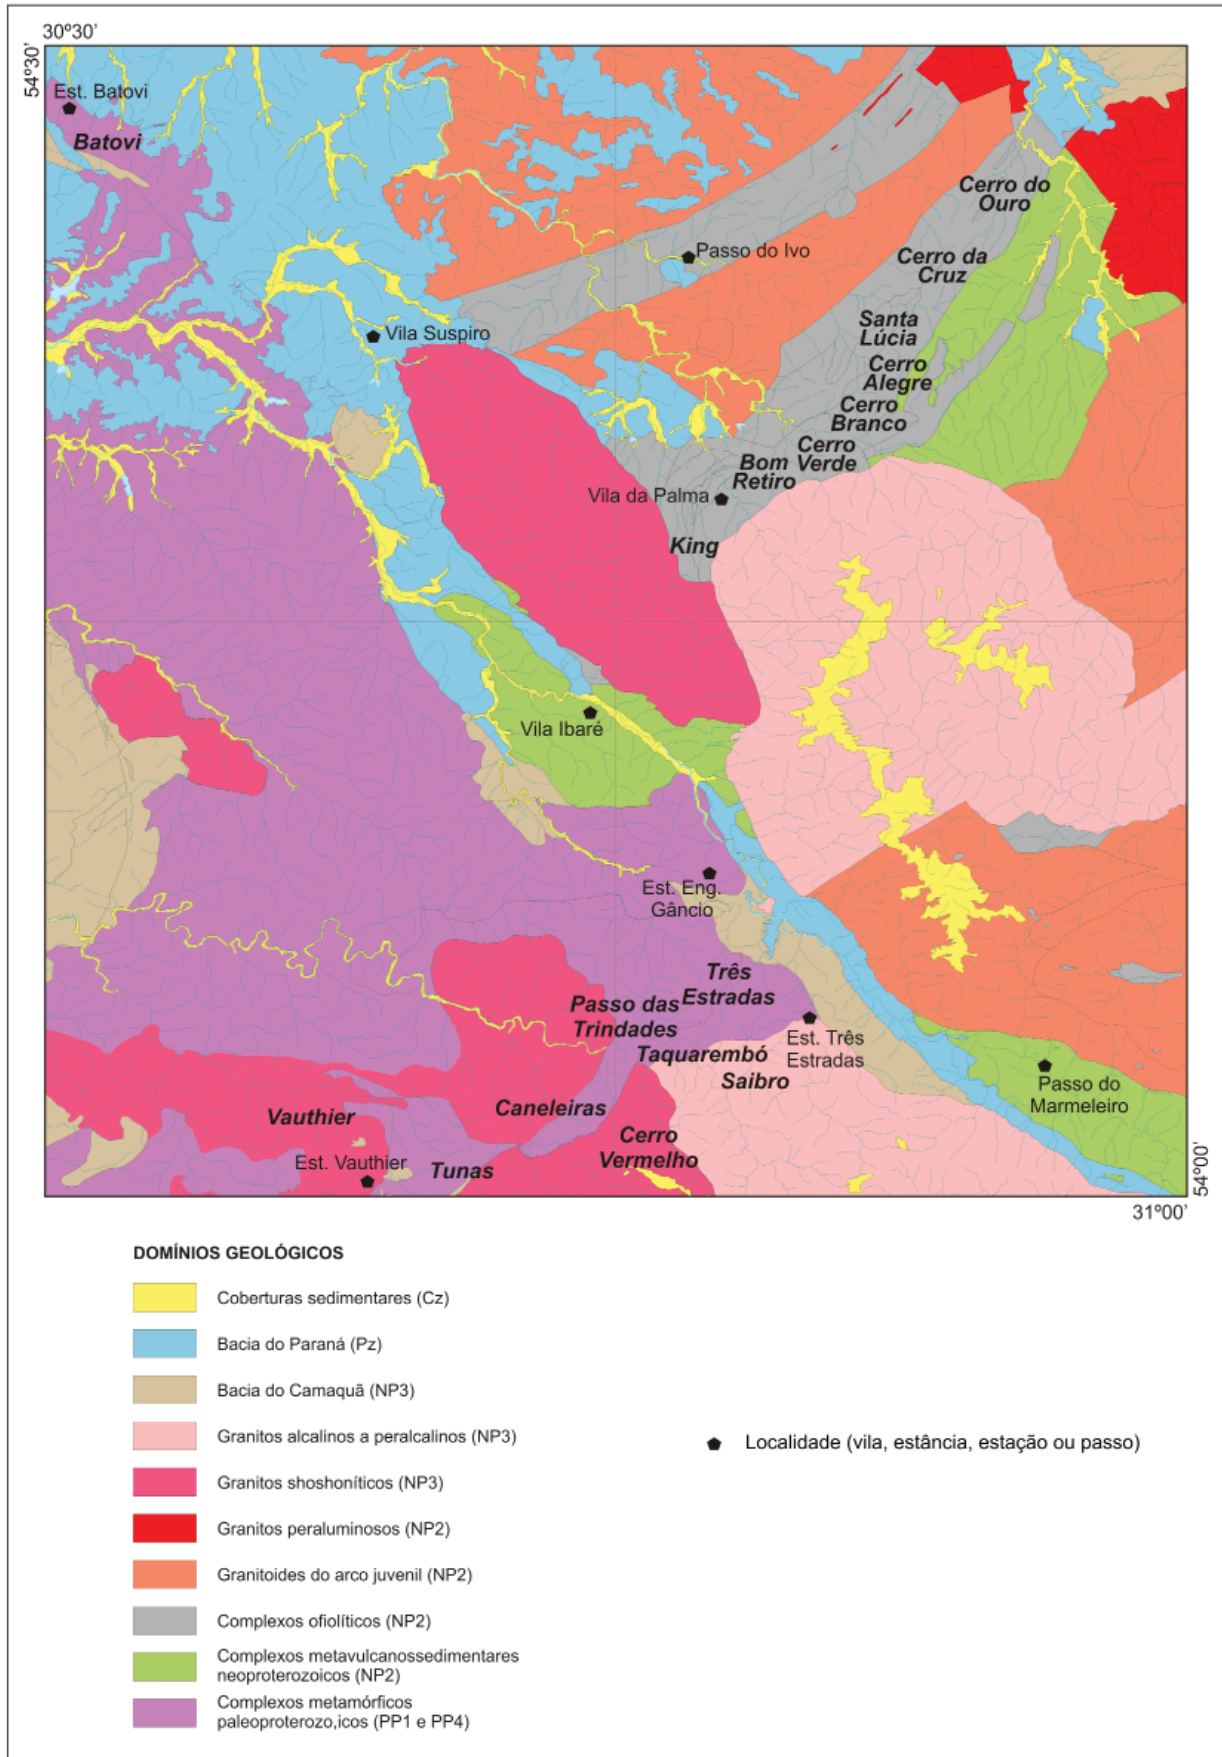 30º30'
54º30'
Est. Batovi
Batovi
Cerro do
Ouro
Passo do Ivo
Cerro da
Cruz
Santa
Lúcia
Vila Suspiro
Cerro
Alegre
Cerro
Branco
Cerro
Verde
Bom
Retiro
Vila da Palma
King
Vila Ibaré
Est. Eng.
Gâncio
Três
Estradas
Passo das
Trindades
Est. Três
Estradas
Taquarembó
Saibro
Passo do
Marmeleiro
Caneleiras
Vauthier
Cerro
Vermelho
Est. Vauthier
Tunas
54º00'
31º00'
DOMÍNIOS GEOLÓGICOS
Coberturas sedimentares (Cz)
Bacia do Paraná (Pz)
Bacia do Camaquã (NP3)
Granitos alcalinos a peralcalinos (NP3)
Localidade (vila, estância, estação ou passo)
Granitos shoshoníticos (NP3)
Granitos peraluminosos (NP2)
Granitoides do arco juvenil (NP2)
Complexos ofiolíticos (NP2)
Complexos metavulcanossedimentares
neoproterozoicos (NP2)
Complexos metamórficos
paleoproterozo,icos (PP1 e PP4)